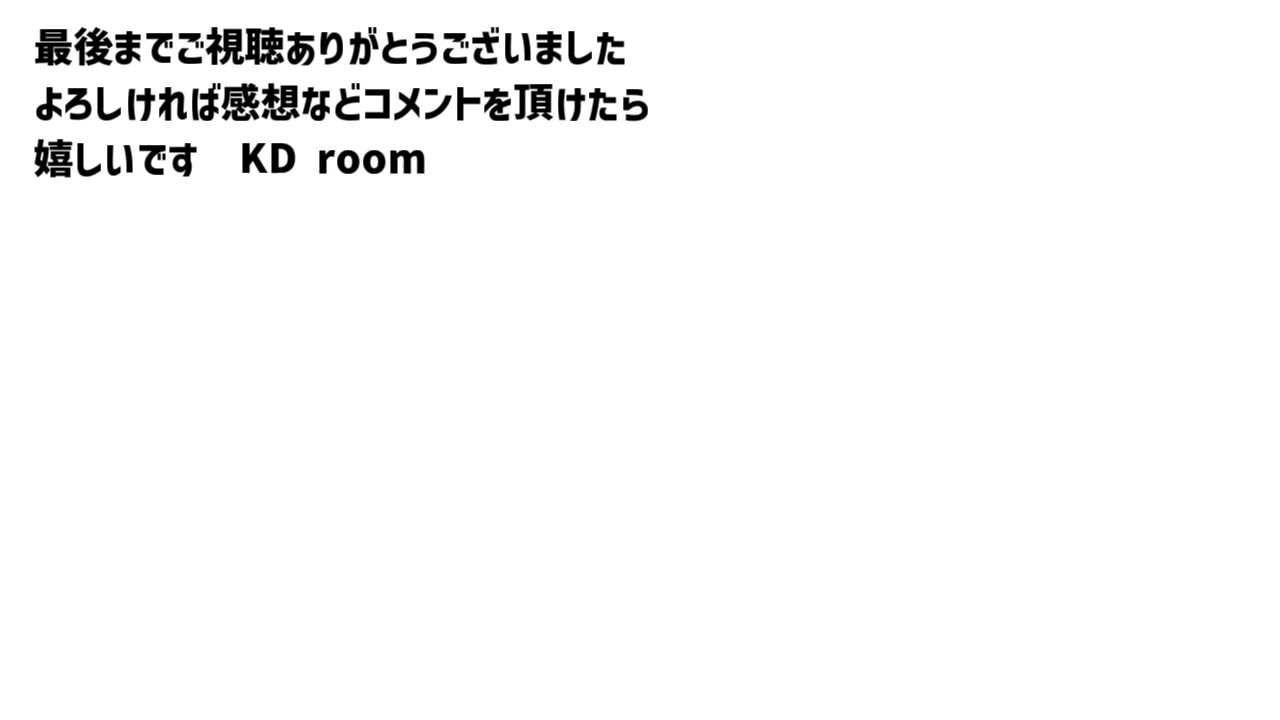 最後までご視聴ありがとうございました
よろしければ感想などコメントを頂けたら
嬉しいです　KD room